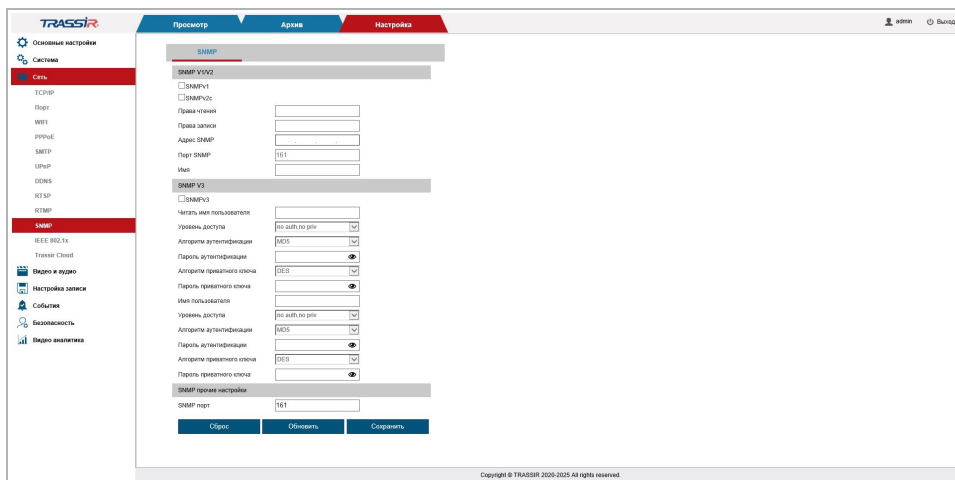 TRASSIR
Просмотр
Архив
Настройка
admin
Выход
Основные настройки
Система
Сеть
TCP/IP
Порт
WIFI
PPPoE
SMTP
UPnP
DDNS
RTSP
RTMP
SNMP
IEEE 802.1x
Trassir Cloud
Видео и аудио
Настройка записи
События
Безопасность
Видео аналитика
SNMP
SNMP V1/V2
SNMPv1
SNMPv2c
Права чтения
Права записи
Адрес SNMP
Порт SNMP 161
Имя
SNMP V3
SNMPv3
Читать имя пользователя
Уровень доступа no auth,no priv
Алгоритм аутентификации MD5
Пароль аутентификации
Алгоритм приватного ключа DES
Пароль приватного ключа
Имя пользователя
Уровень доступа no auth,no priv
Алгоритм аутентификации MD5
Пароль аутентификации
Алгоритм приватного ключа DES
Пароль приватного ключа
SNMP прочие настройки
SNMP порт 161
Сброс Обновить Сохранить
Copyright © TRASSIR 2020-2025 All rights reserved.